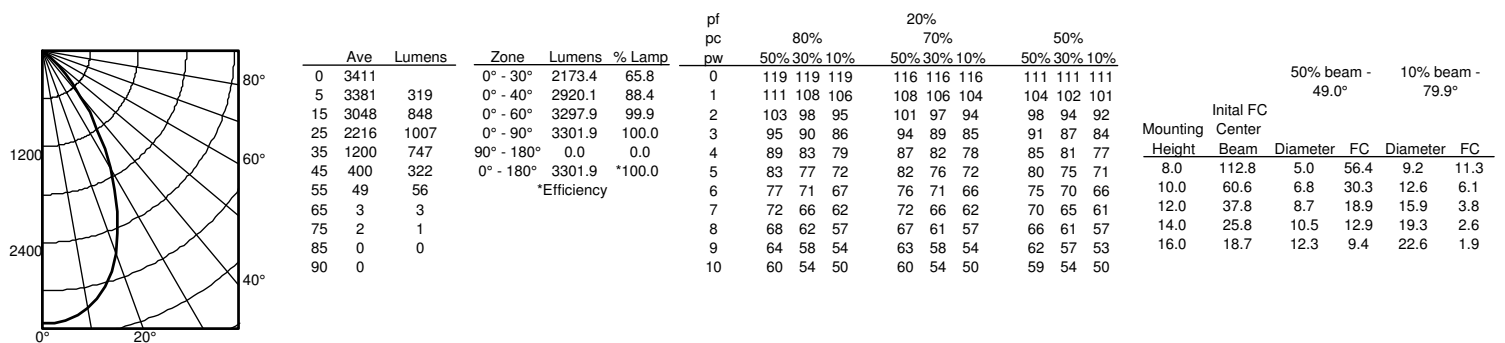 1200
2400
0° 20°
40°
60°
80°
Ave Lumens
0 3411
5 3381 319
15 3048 848
25 2216 1007
35 1200 747
45 400 322
55 49 56
65 3 3
75 2 1
85 0 0
90 0
Zone Lumens % Lamp
0° - 30° 2173.4 65.8
0° - 40° 2920.1 88.4
0° - 60° 3297.9 99.9
0° - 90° 3301.9 100.0
90° - 180° 0.0 0.0
0° - 180° 3301.9 *100.0
*Efficiency
pf 20%
pc 80% 70% 50%
pw 50% 30% 10% 50% 30% 10% 50% 30% 10%
0 119 119 119 116 116 116 111 111 111
1 111 108 106 108 106 104 104 102 101
2 103 98 95 101 97 94 98 94 92
3 95 90 86 94 89 85 91 87 84
4 89 83 79 87 82 78 85 81 77
5 83 77 72 82 76 72 80 75 71
6 77 71 67 76 71 66 75 70 66
7 72 66 62 72 66 62 70 65 61
8 68 62 57 67 61 57 66 61 57
9 64 58 54 63 58 54 62 57 53
10 60 54 50 60 54 50 59 54 50
50% beam - 10% beam -
49.0° 79.9°
Inital FC
Mounting Center
Height Beam Diameter FC Diameter FC
8.0 112.8 5.0 56.4 9.2 11.3
10.0 60.6 6.8 30.3 12.6 6.1
12.0 37.8 8.7 18.9 15.9 3.8
14.0 25.8 10.5 12.9 19.3 2.6
16.0 18.7 12.3 9.4 22.6 1.9